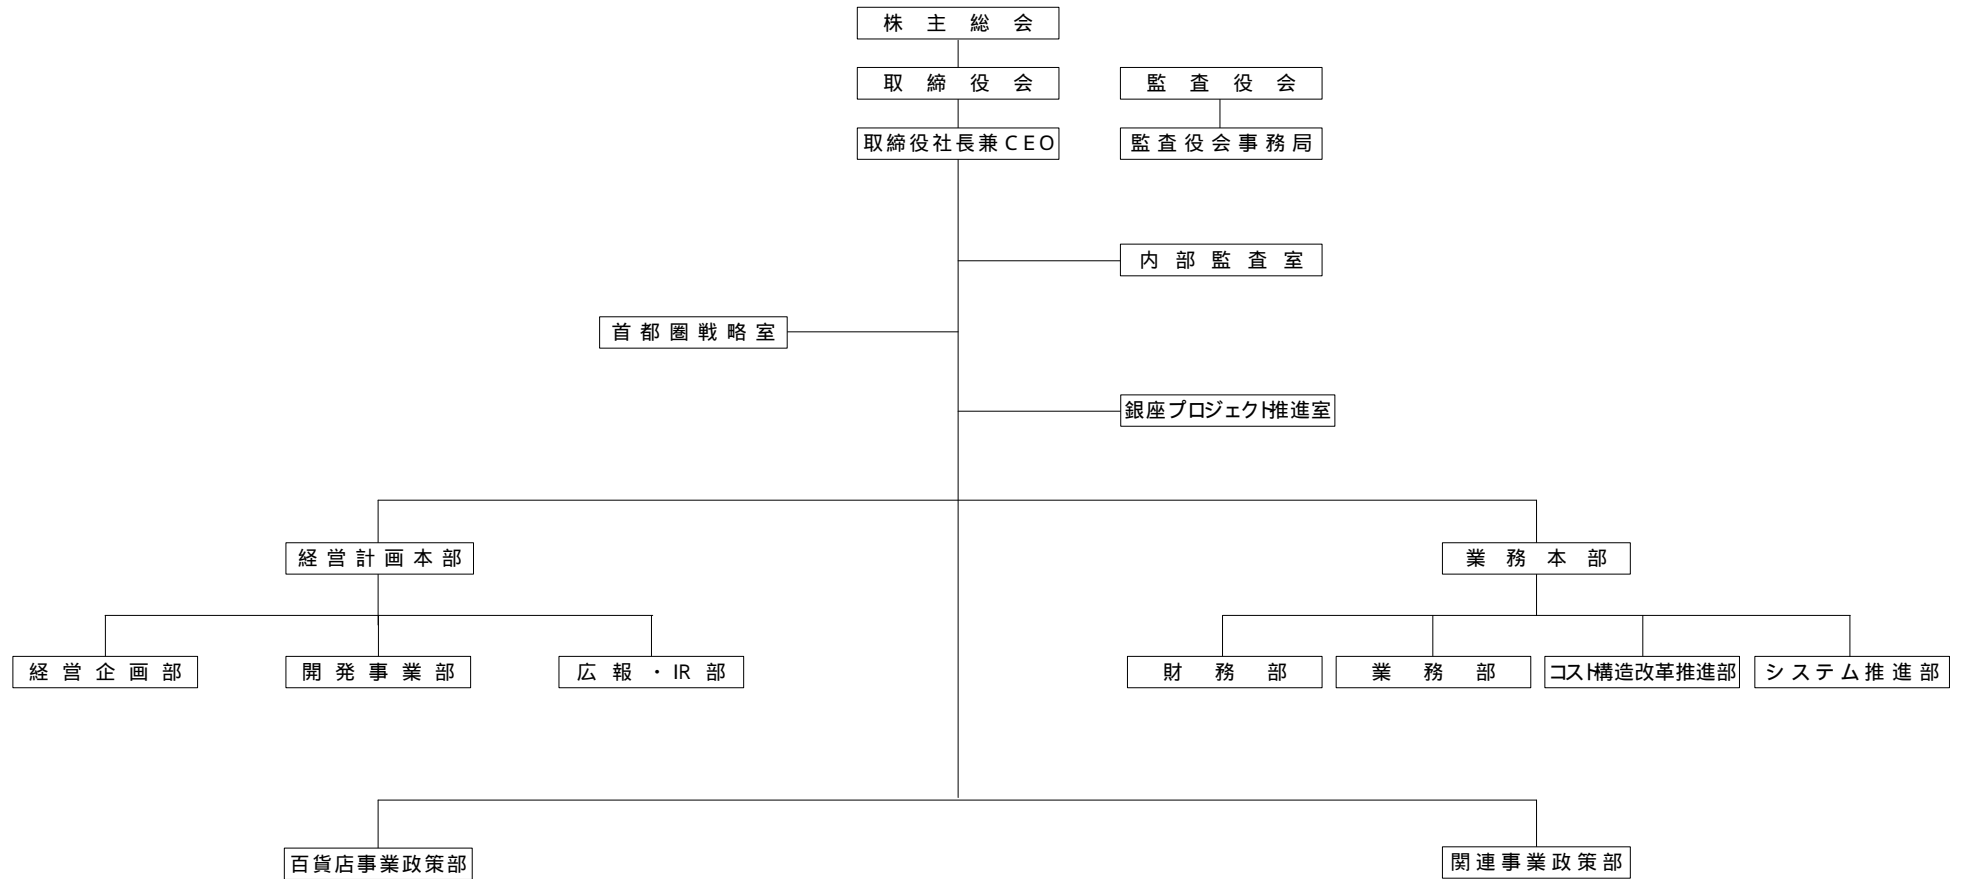 株主総会
取締役会
監査役会
取締役社長兼CEO
監査役会事務局
内部監査室
首都圏戦略室
銀座プロジェクト推進室
経営計画本部
業務本部
経営企画部
開発事業部
広報・IR部
財務部
業務部
コスト構造改革推進部
システム推進部
百貨店事業政策部
関連事業政策部